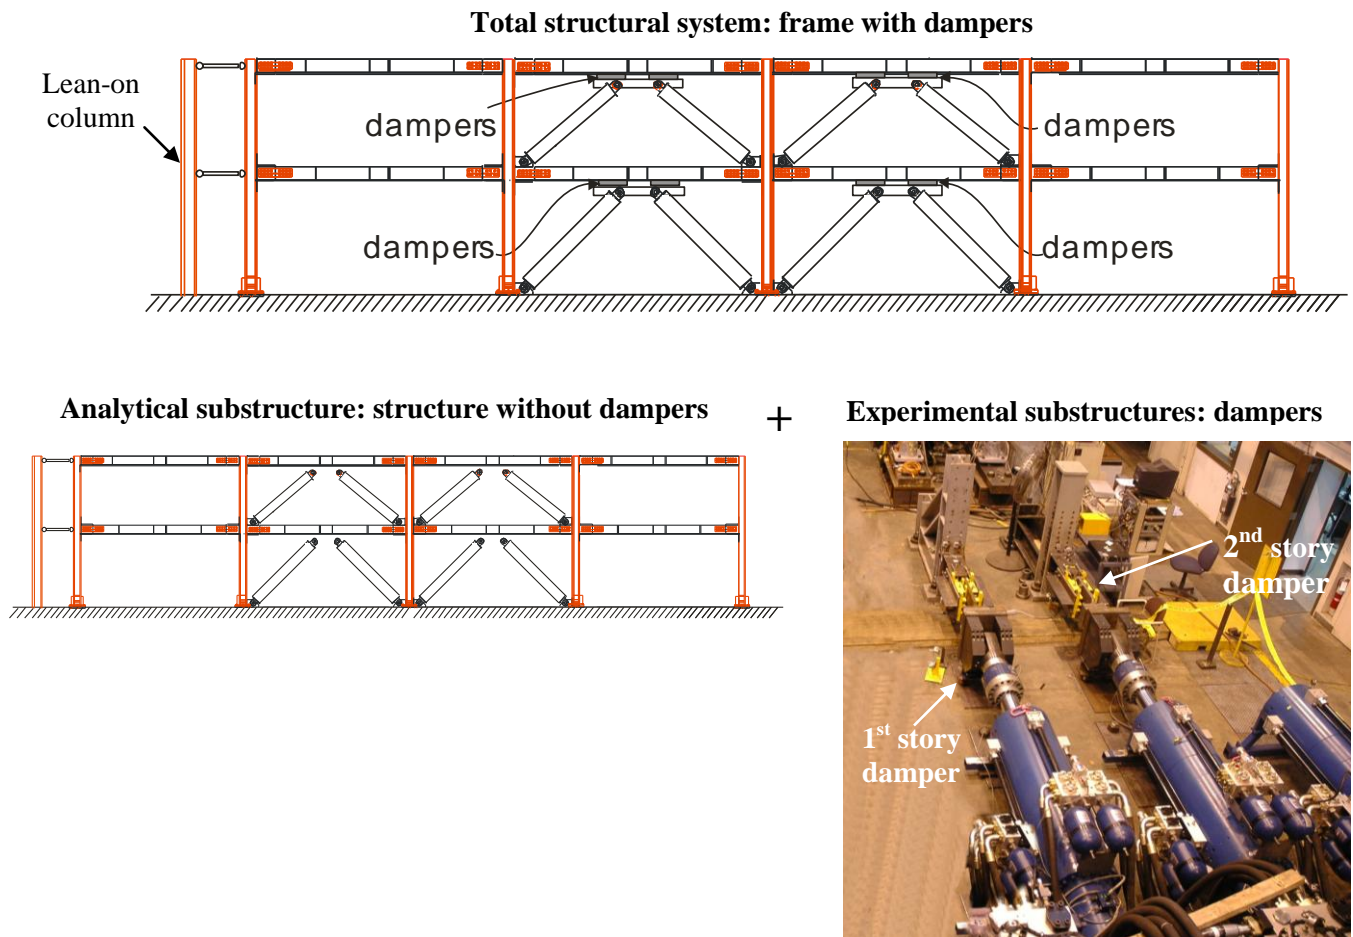 Total structural system: frame with dampers
Lean-on
column
dampers
dampers
dampers
dampers
Analytical substructure: structure without dampers
+
Experimental substructures: dampers
2nd story
damper
1st story
damper